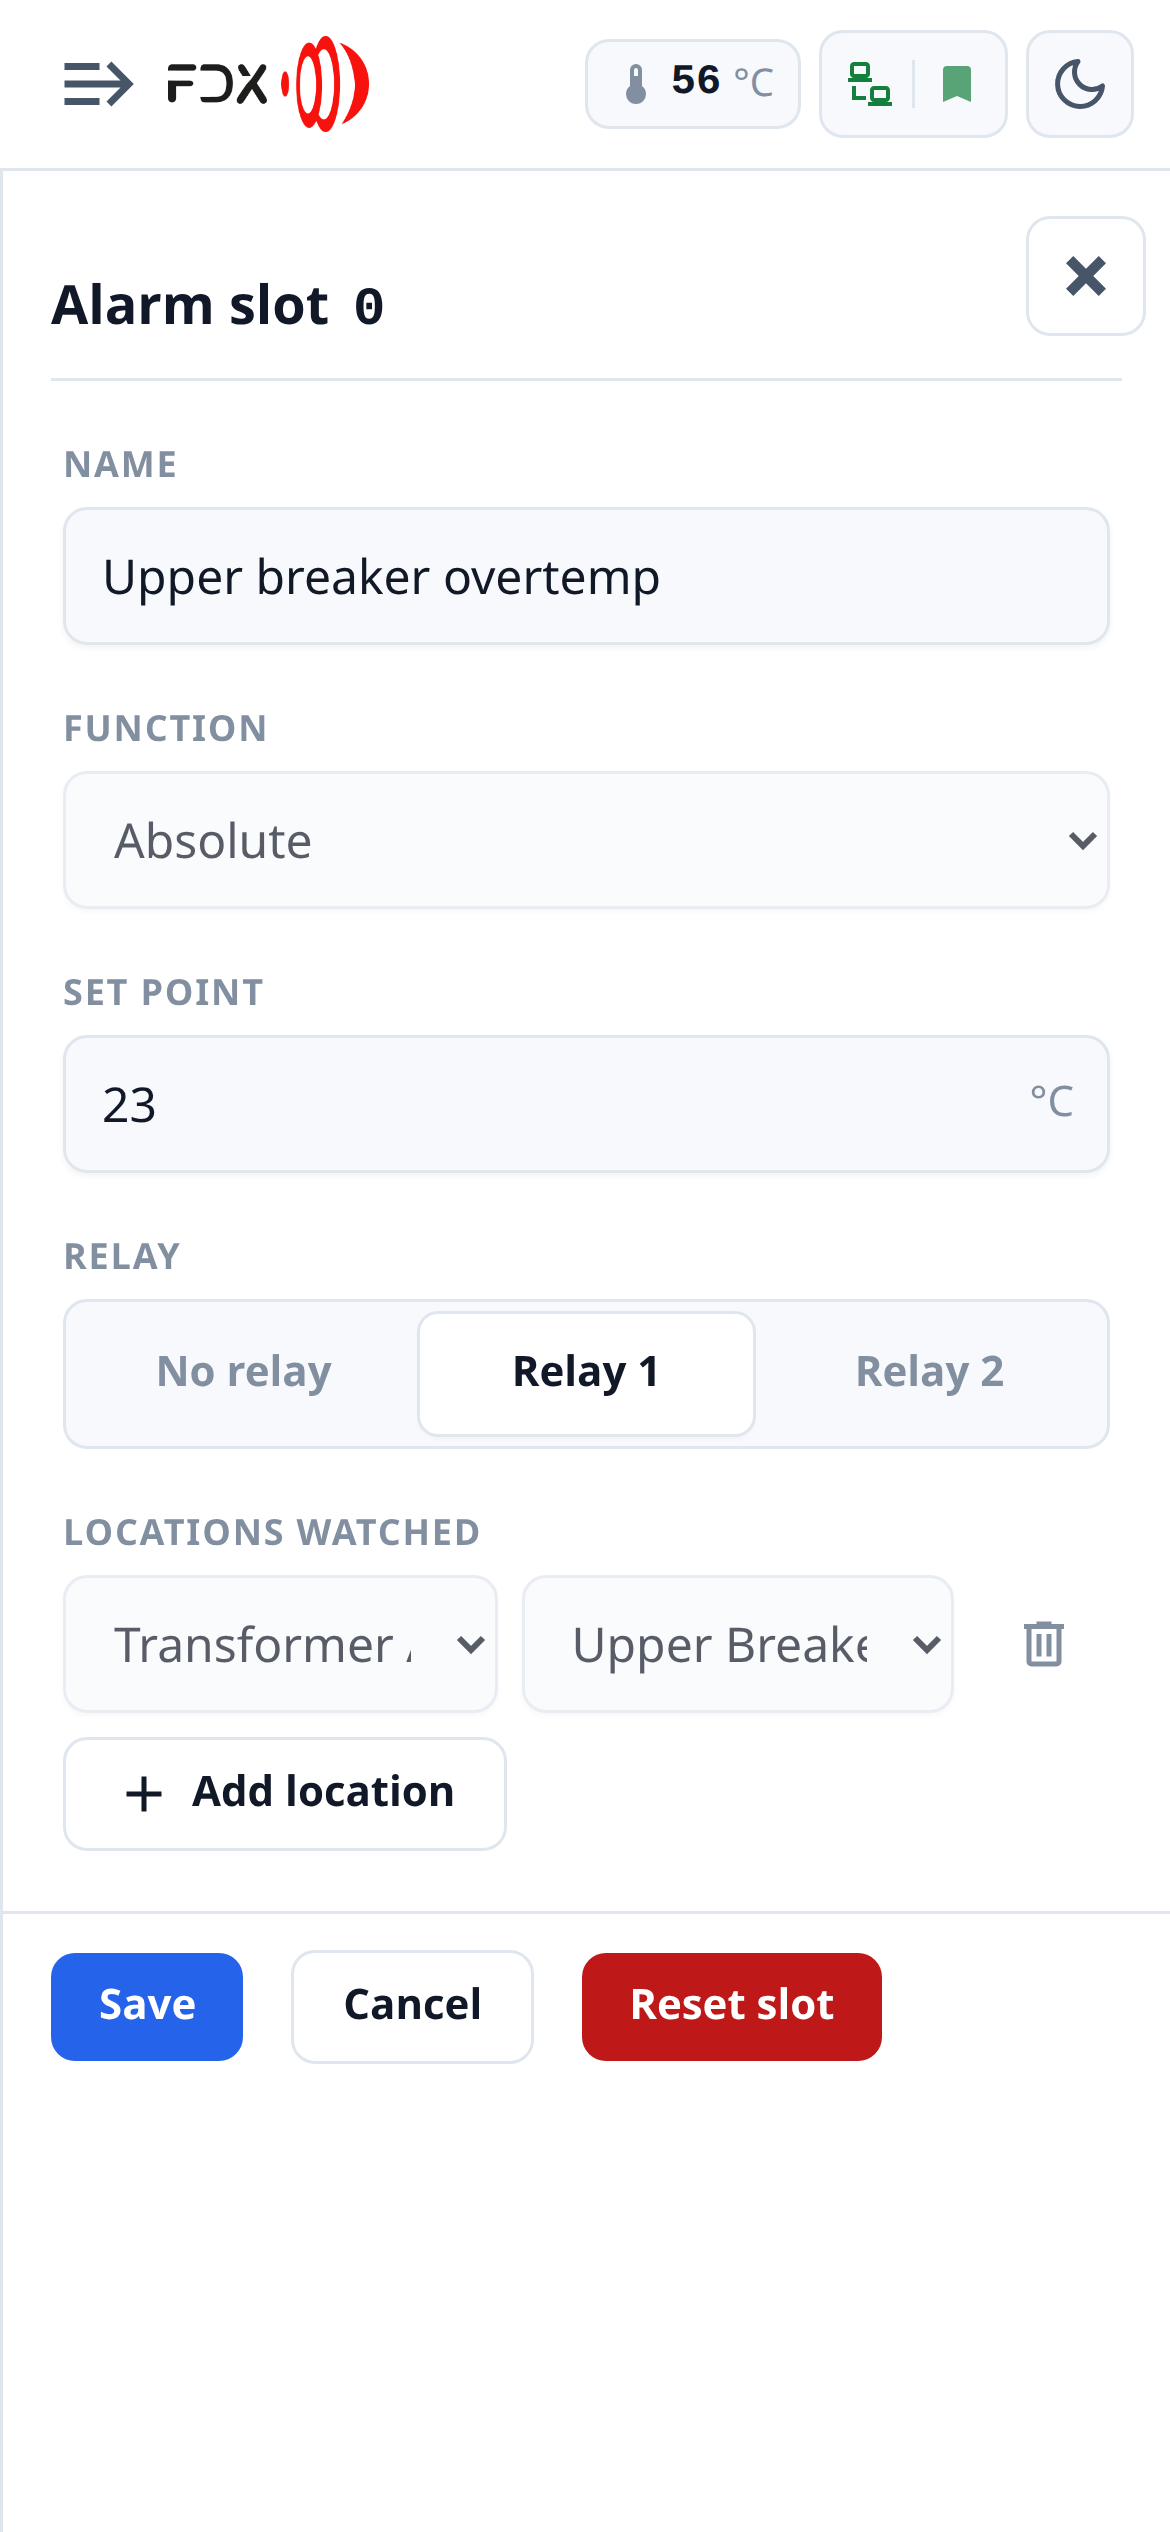 FDX
56 °C
Alarm slot 0
NAME
Upper breaker overtemp
FUNCTION
Absolute
SET POINT
23 °C
RELAY
No relay Relay 1 Relay 2
LOCATIONS WATCHED
Transformer Upper
Add location
Save Cancel Reset slot